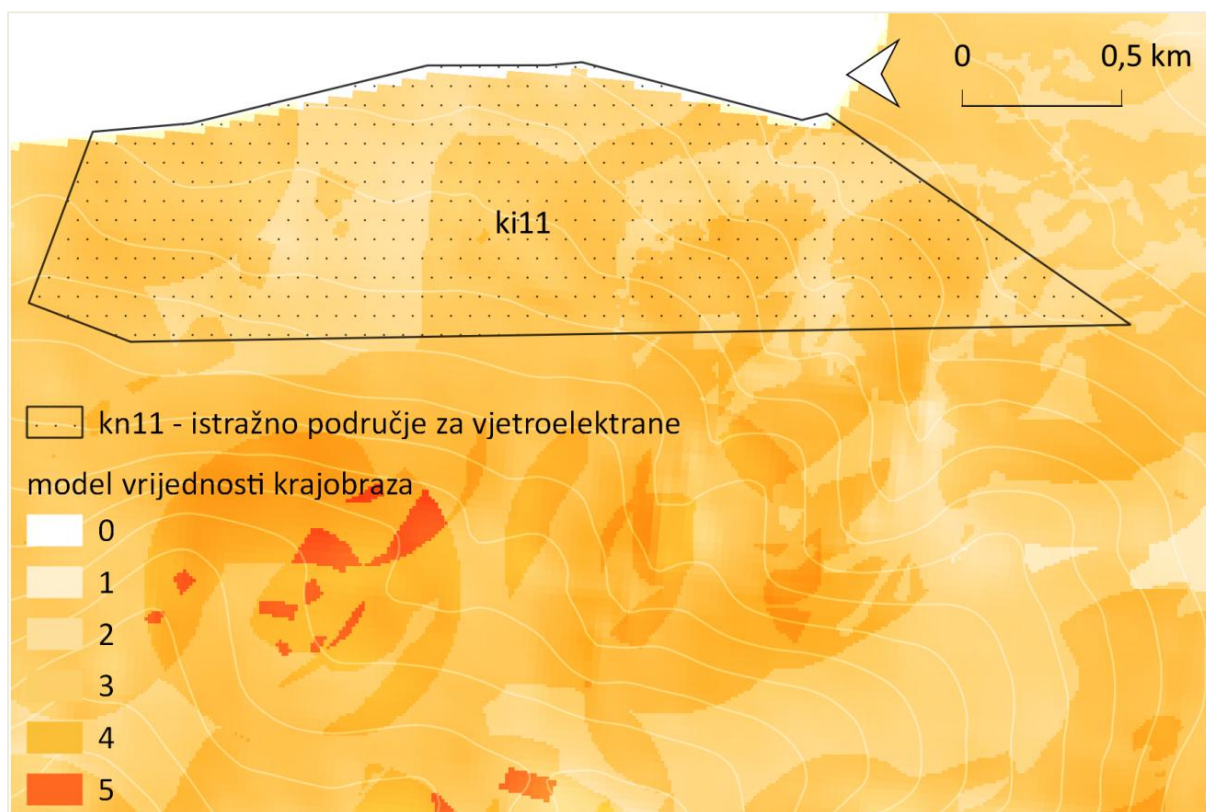 0 0,5 km
ki11
kn11 - istražno područje za vjetroelektrane
model vrijednosti krajobraza
0
1
2
3
4
5